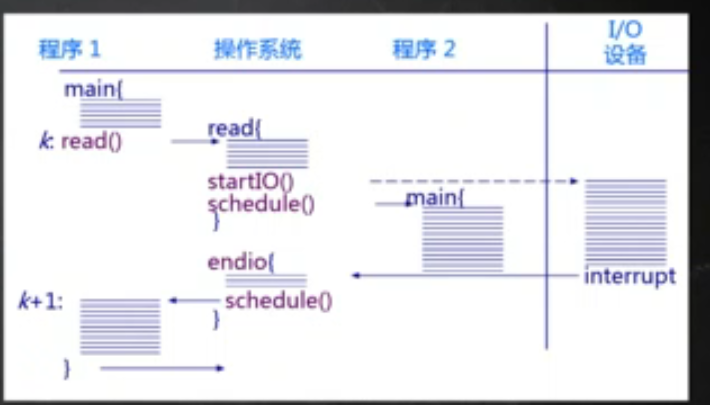 程序 1
操作系统
程序 2
I/O
设备
main{
k: read()
read{
startIO()
schedule()
}
main{
endio{
interrupt
k+1:
schedule()
}
}